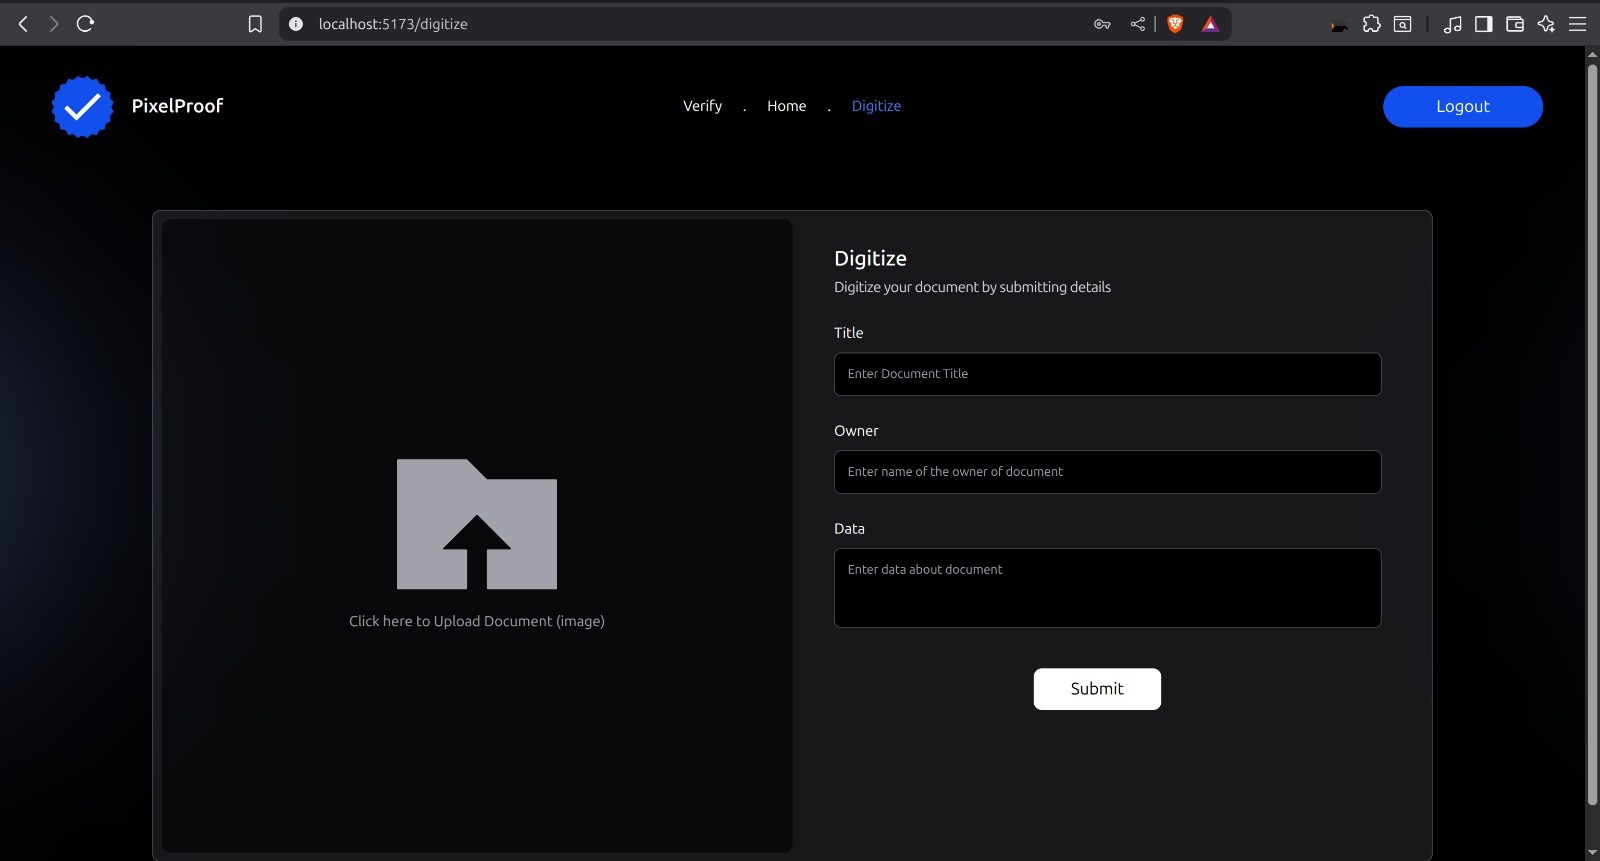 localhost:5173/digitize
PixelProof
Verify . Home . Digitize
Logout
Digitize
Digitize your document by submitting details
Title
Enter Document Title
Owner
Enter name of the owner of document
Data
Enter data about document
Click here to Upload Document (image)
Submit